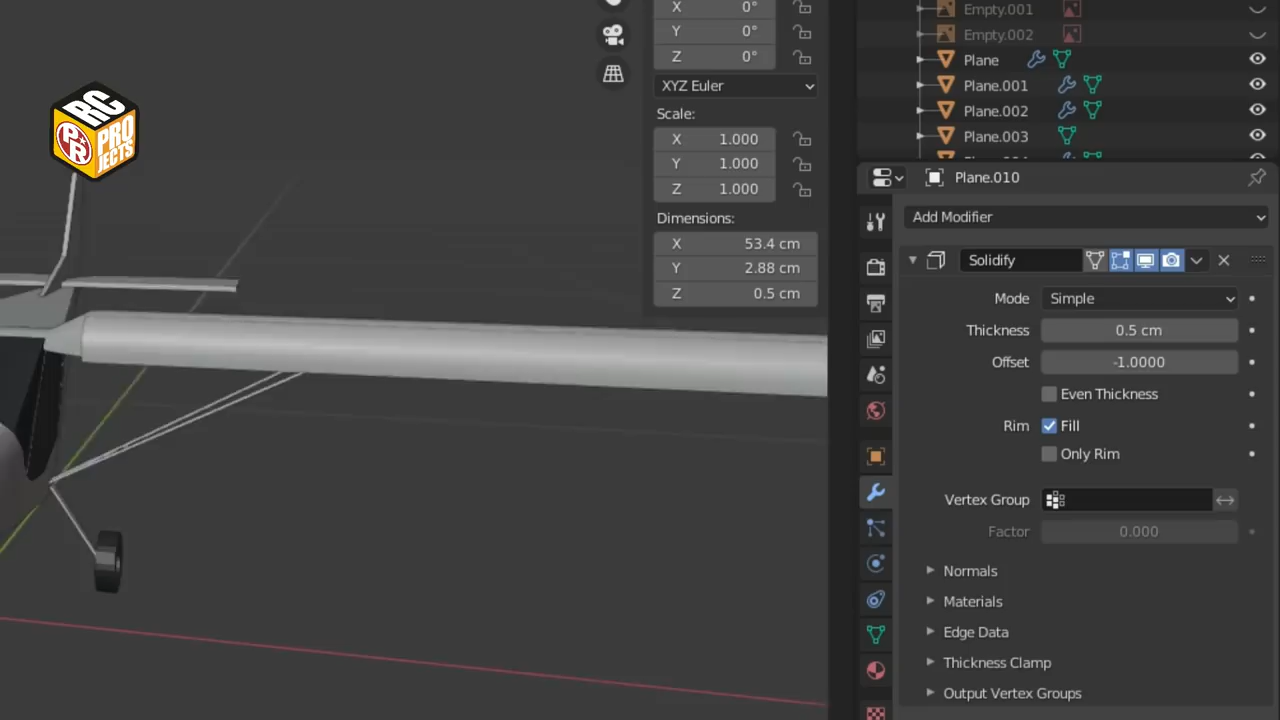 Empty.001
Empty.002
Plane
Plane.001
Plane.002
Plane.003
X 0°
Y 0°
Z 0°
XYZ Euler
Scale:
X 1.000
Y 1.000
Z 1.000
Dimensions:
X 53.4 cm
Y 2.88 cm
Z 0.5 cm
RC
PR
PRO
JECTS
Plane.010
Add Modifier
Solidify
Mode Simple
Thickness 0.5 cm
Offset -1.0000
Even Thickness
Rim Fill
Only Rim
Vertex Group
Factor 0.000
Normals
Materials
Edge Data
Thickness Clamp
Output Vertex Groups